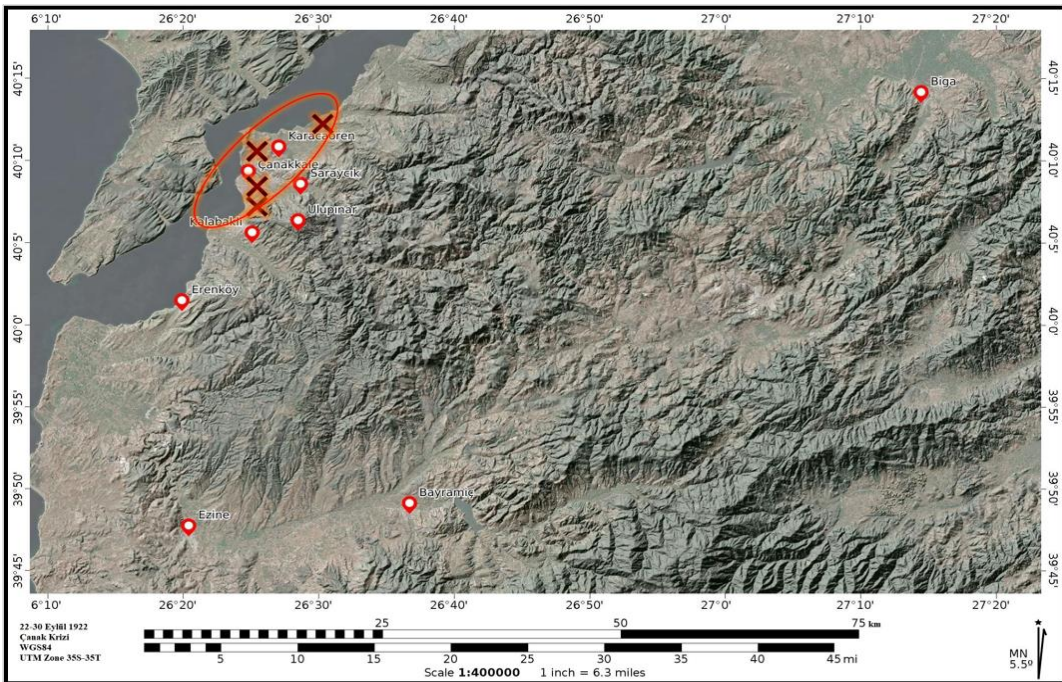 6°10' 26°20' 26°30' 26°40' 26°50' 27°0' 27°10' 27°20'
40°15' 40°15'
Biga
Karacaören
40°10' 40°10'
Çanakkale
Saraycık
Ulupınar
Kalabaklı
40°5' 40°5'
Erenköy
40°0' 40°0'
39°55' 39°55'
39°50' 39°50'
Bayramiç
Ezine
39°45' 39°45'
6°10' 26°20' 26°30' 26°40' 26°50' 27°0' 27°10' 27°20'
22-30 Eylül 1922
Çanak Krizi
WGS84
UTM Zone 35S-35T
25 50 75 km
5 10 15 20 25 30 35 40 45 mi
Scale 1:400000 1 inch = 6.3 miles
MN
5.5º